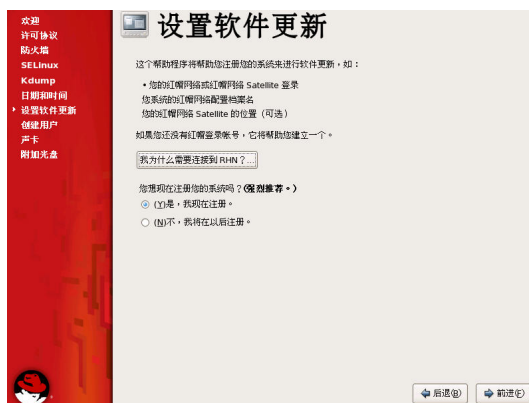 欢迎
许可协议
防火墙
SELinux
Kdump
日期和时间
设置软件更新
创建用户
声卡
附加光盘
设置软件更新
这个帮助程序将帮助您注册您的系统来进行软件更新，如：
• 您的红帽网络或红帽网络 Satellite 登录
您系统的红帽网络配置档案名
您的红帽网络 Satellite 的位置（可选）
如果您还没有红帽登录帐号，它将帮助您建立一个。
我为什么需要连接到 RHN？...
您想现在注册您的系统吗？(强烈推荐。)
(Y)是，我现在注册。
(N)不，我将在以后注册。
后退(B)
前进(F)